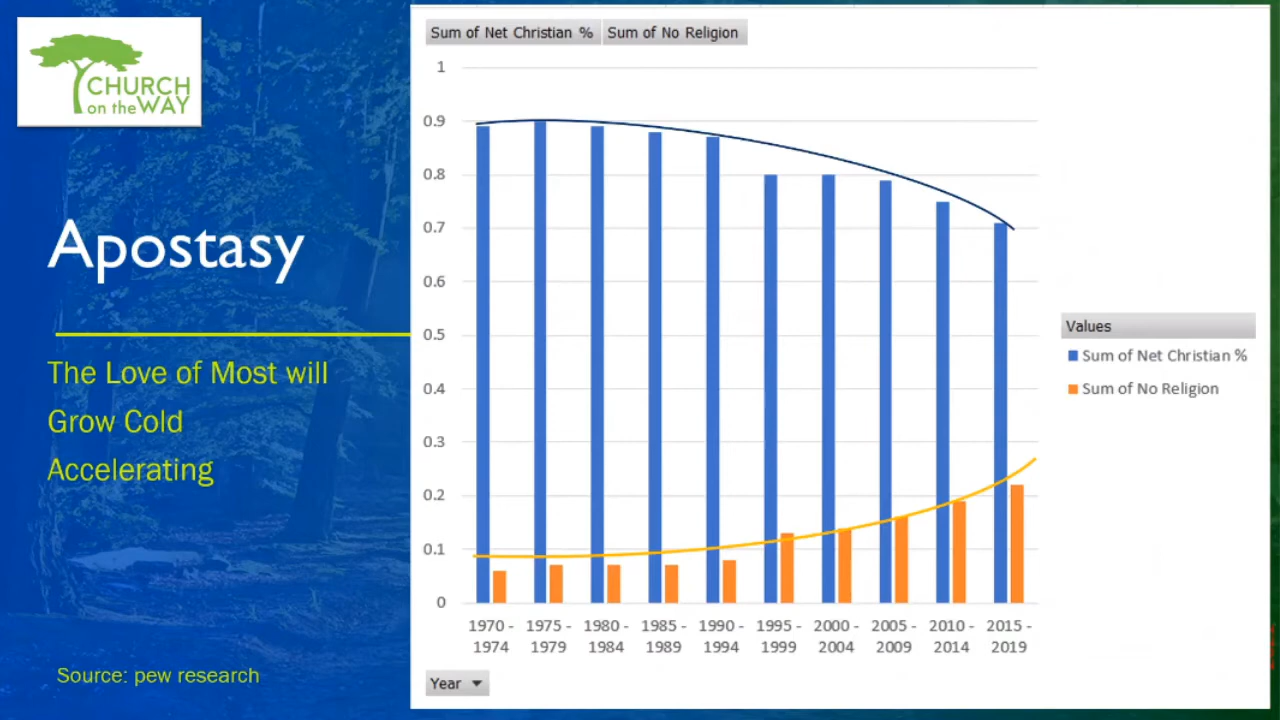 CHURCH
on the WAY
Apostasy
The Love of Most will
Grow Cold
Accelerating
Source: pew research
Sum of Net Christian % Sum of No Religion
1
0.9
0.8
0.7
0.6
0.5
0.4
0.3
0.2
0.1
0
1970 - 1975 - 1980 - 1985 - 1990 - 1995 - 2000 - 2005 - 2010 - 2015 -
1974 1979 1984 1989 1994 1999 2004 2009 2014 2019
Year
Values
Sum of Net Christian %
Sum of No Religion